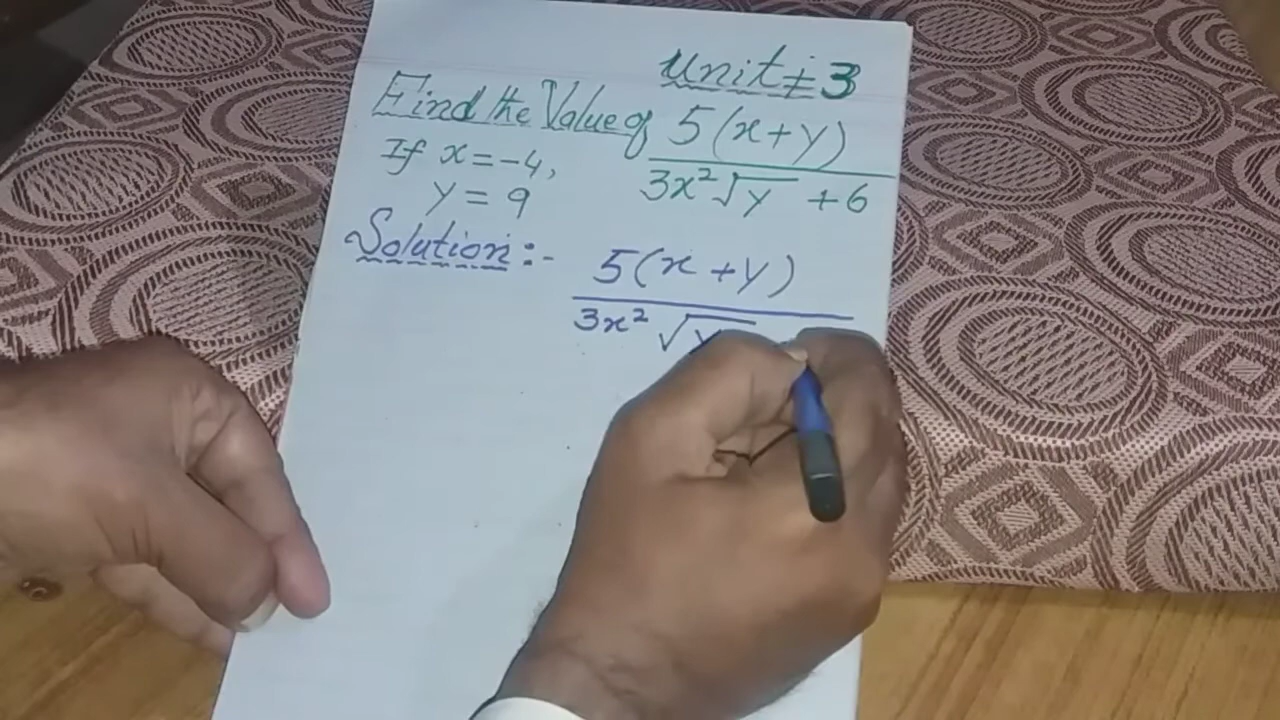 Unit = 3
Find the Value of 5(x+y)
If x = -4, 3x²√y + 6
y = 9
Solution :- 5(x+y)
3x² √y